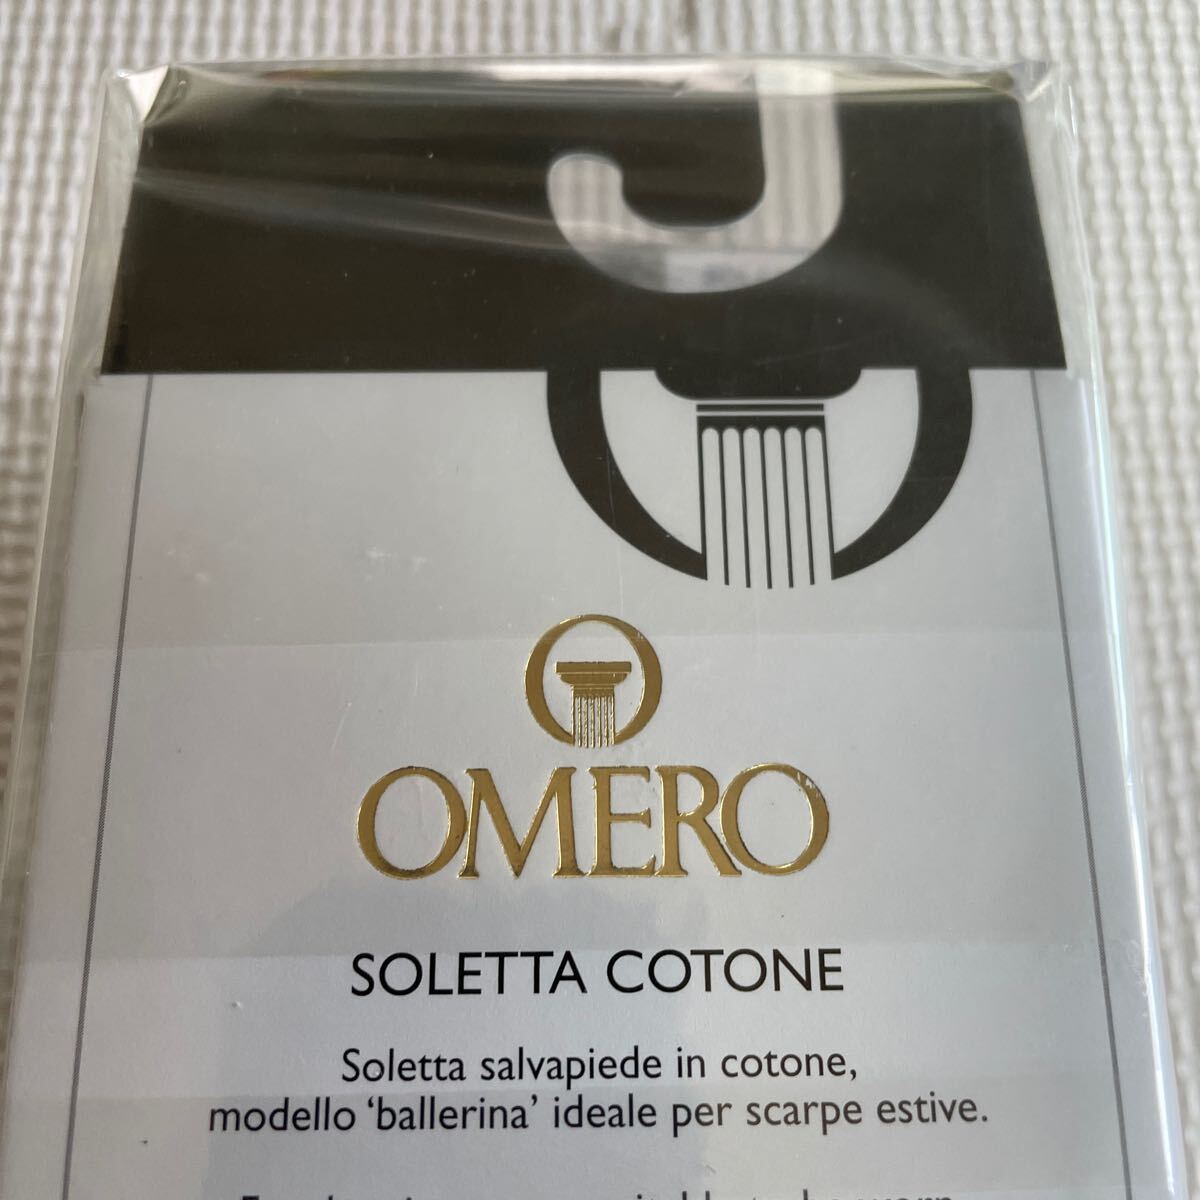 OMERO
SOLETTA COTONE
Soletta salvapiede in cotone,
modello ‘ballerina’ ideale per scarpe estive.